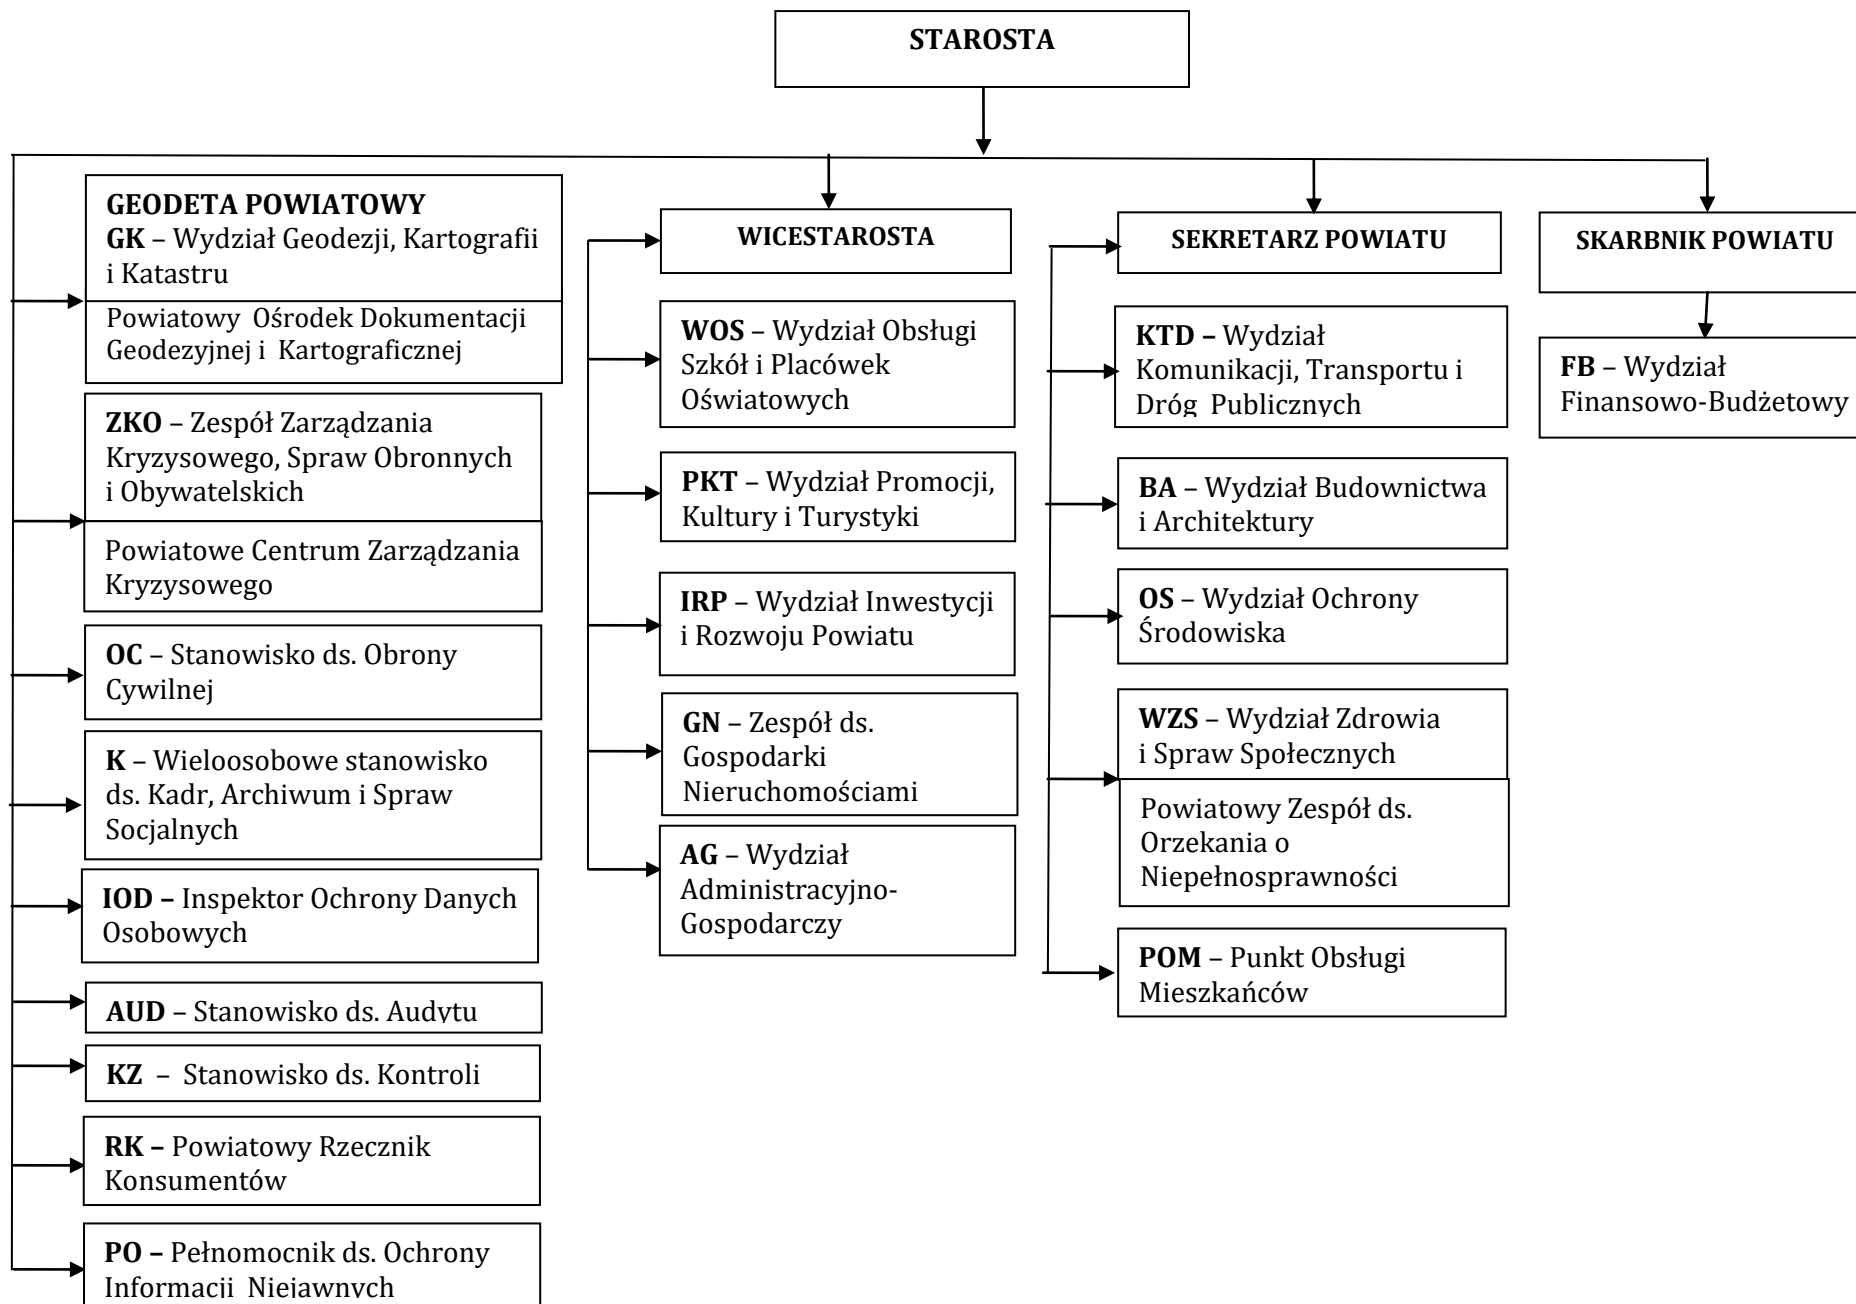 STAROSTA
GEODETA POWIATOWY
GK – Wydział Geodezji, Kartografii
i Katastru
Powiatowy Ośrodek Dokumentacji
Geodezyjnej i Kartograficznej
ZKO – Zespół Zarządzania
Kryzysowego, Spraw Obronnych
i Obywatelskich
Powiatowe Centrum Zarządzania
Kryzysowego
OC – Stanowisko ds. Obrony
Cywilnej
K – Wieloosobowe stanowisko
ds. Kadr, Archiwum i Spraw
Socjalnych
IOD – Inspektor Ochrony Danych
Osobowych
AUD – Stanowisko ds. Audytu
KZ – Stanowisko ds. Kontroli
RK – Powiatowy Rzecznik
Konsumentów
PO – Pełnomocnik ds. Ochrony
Informacji Niejawnych
WICESTAROSTA
WOS – Wydział Obsługi
Szkół i Placówek
Oświatowych
PKT – Wydział Promocji,
Kultury i Turystyki
IRP – Wydział Inwestycji
i Rozwoju Powiatu
GN – Zespół ds.
Gospodarki
Nieruchomościami
AG – Wydział
Administracyjno-
Gospodarczy
SEKRETARZ POWIATU
KTD – Wydział
Komunikacji, Transportu i
Dróg Publicznych
BA – Wydział Budownictwa
i Architektury
OS – Wydział Ochrony
Środowiska
WZS – Wydział Zdrowia
i Spraw Społecznych
Powiatowy Zespół ds.
Orzekania o
Niepełnosprawności
POM – Punkt Obsługi
Mieszkańców
SKARBNIK POWIATU
FB – Wydział
Finansowo-Budżetowy